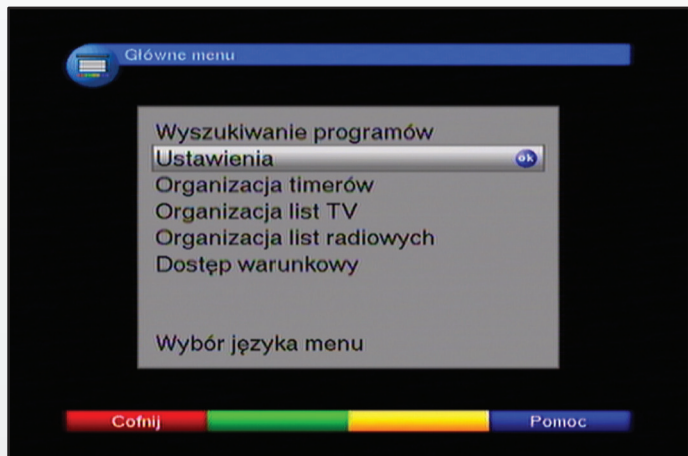 Główne menu
Wyszukiwanie programów
Ustawienia ok
Organizacja timerów
Organizacja list TV
Organizacja list radiowych
Dostęp warunkowy
Wybór języka menu
Cofnij Pomoc